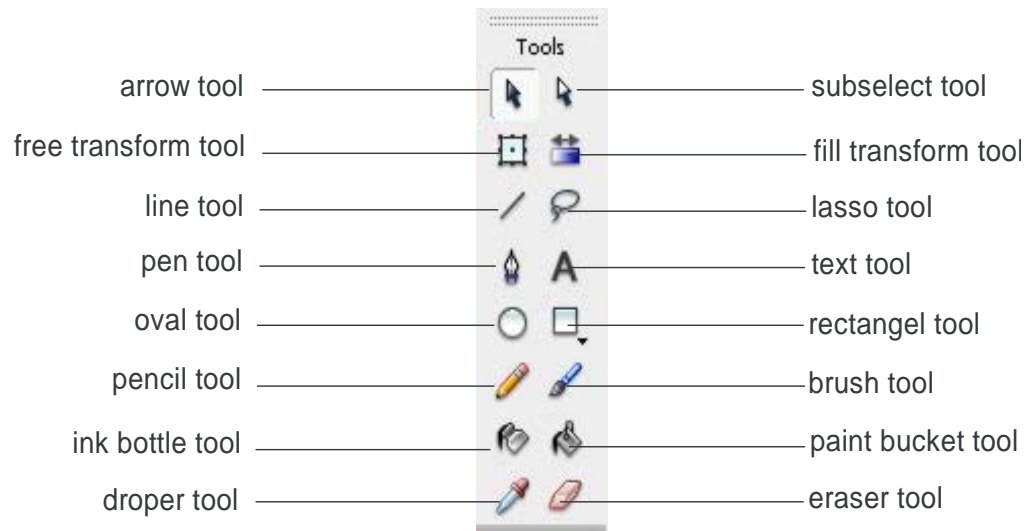 Tools
arrow tool
subselect tool
free transform tool
fill transform tool
line tool
lasso tool
pen tool
A
text tool
oval tool
rectangel tool
pencil tool
brush tool
ink bottle tool
paint bucket tool
droper tool
eraser tool